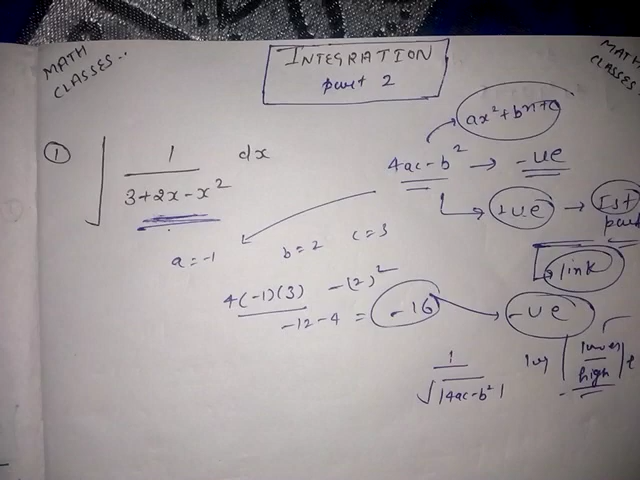 MATH
CLASSES..
INTEGRATION
part 2
MATH
CLASSES..
① ∫ 1 / (3+2x-x²) dx
ax²+bx+c
4ac-b² → -ve
+ve → Ist
part
link
a=-1 b=2 c=3
4(-1)(3) -(2)²
-12-4 = -16 → -ve
1 / √|4ac-b²| log | lower / high | +